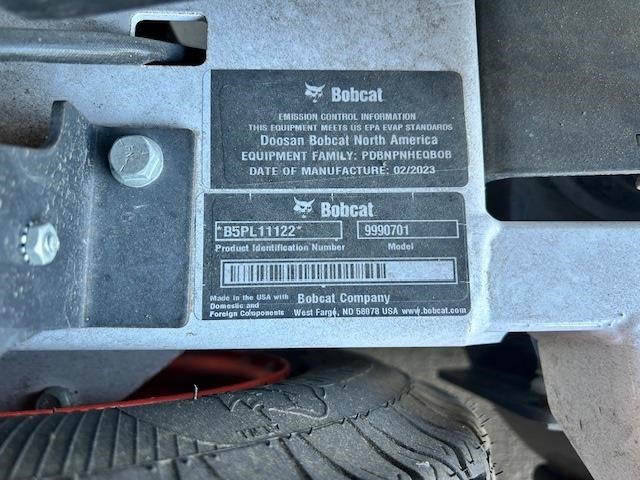 Bobcat
EMISSION CONTROL INFORMATION
THIS EQUIPMENT MEETS US EPA EVAP STANDARDS
Doosan Bobcat North America
EQUIPMENT FAMILY: PDBNPNHEQBOB
DATE OF MANUFACTURE: 02/2023
Bobcat
*B5PL11122* 9990701
Product Identification Number Model
Made in the USA with Bobcat Company
Domestic and
Foreign Components West Fargo, ND 58078 USA www.bobcat.com